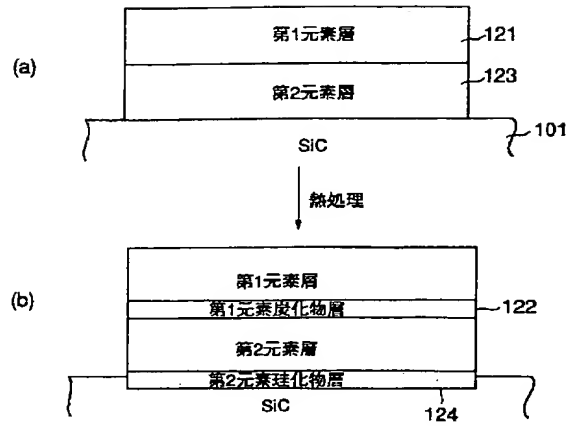 (a)
第1元素層
121
第2元素層
123
SiC
101
熱処理
(b)
第1元素層
第1元素炭化物層
122
第2元素層
第2元素珪化物層
SiC
124